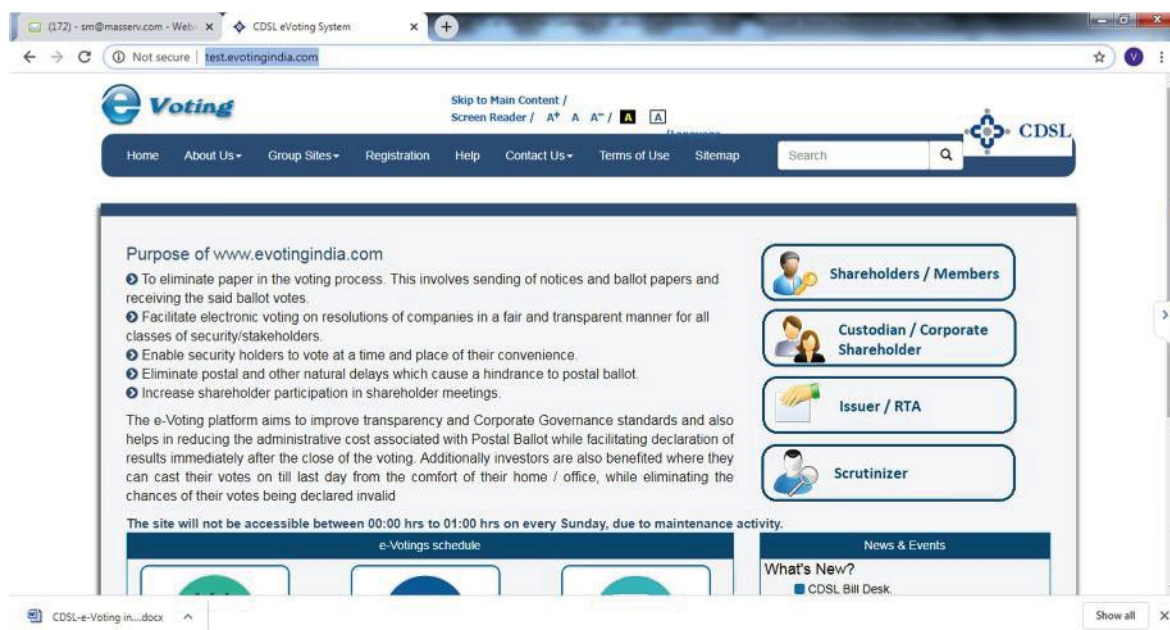 (172) - sm@masserv.com - Web
CDSL eVoting System
Not secure | test.evotingindia.com
V
e Voting
Skip to Main Content /
Screen Reader / A+ A A- / A A
CDSL
Home About Us Group Sites Registration Help Contact Us Terms of Use Sitemap Search
Purpose of www.evotingindia.com
To eliminate paper in the voting process. This involves sending of notices and ballot papers and
receiving the said ballot votes.
Facilitate electronic voting on resolutions of companies in a fair and transparent manner for all
classes of security/stakeholders.
Enable security holders to vote at a time and place of their convenience.
Eliminate postal and other natural delays which cause a hindrance to postal ballot.
Increase shareholder participation in shareholder meetings.
The e-Voting platform aims to improve transparency and Corporate Governance standards and also
helps in reducing the administrative cost associated with Postal Ballot while facilitating declaration of
results immediately after the close of the voting. Additionally investors are also benefited where they
can cast their votes on till last day from the comfort of their home / office, while eliminating the
chances of their votes being declared invalid
Shareholders / Members
Custodian / Corporate
Shareholder
Issuer / RTA
Scrutinizer
The site will not be accessible between 00:00 hrs to 01:00 hrs on every Sunday, due to maintenance activity.
e-Votings schedule
News & Events
What's New?
CDSL Bill Desk.
CDSL-e-Voting in....docx
Show all